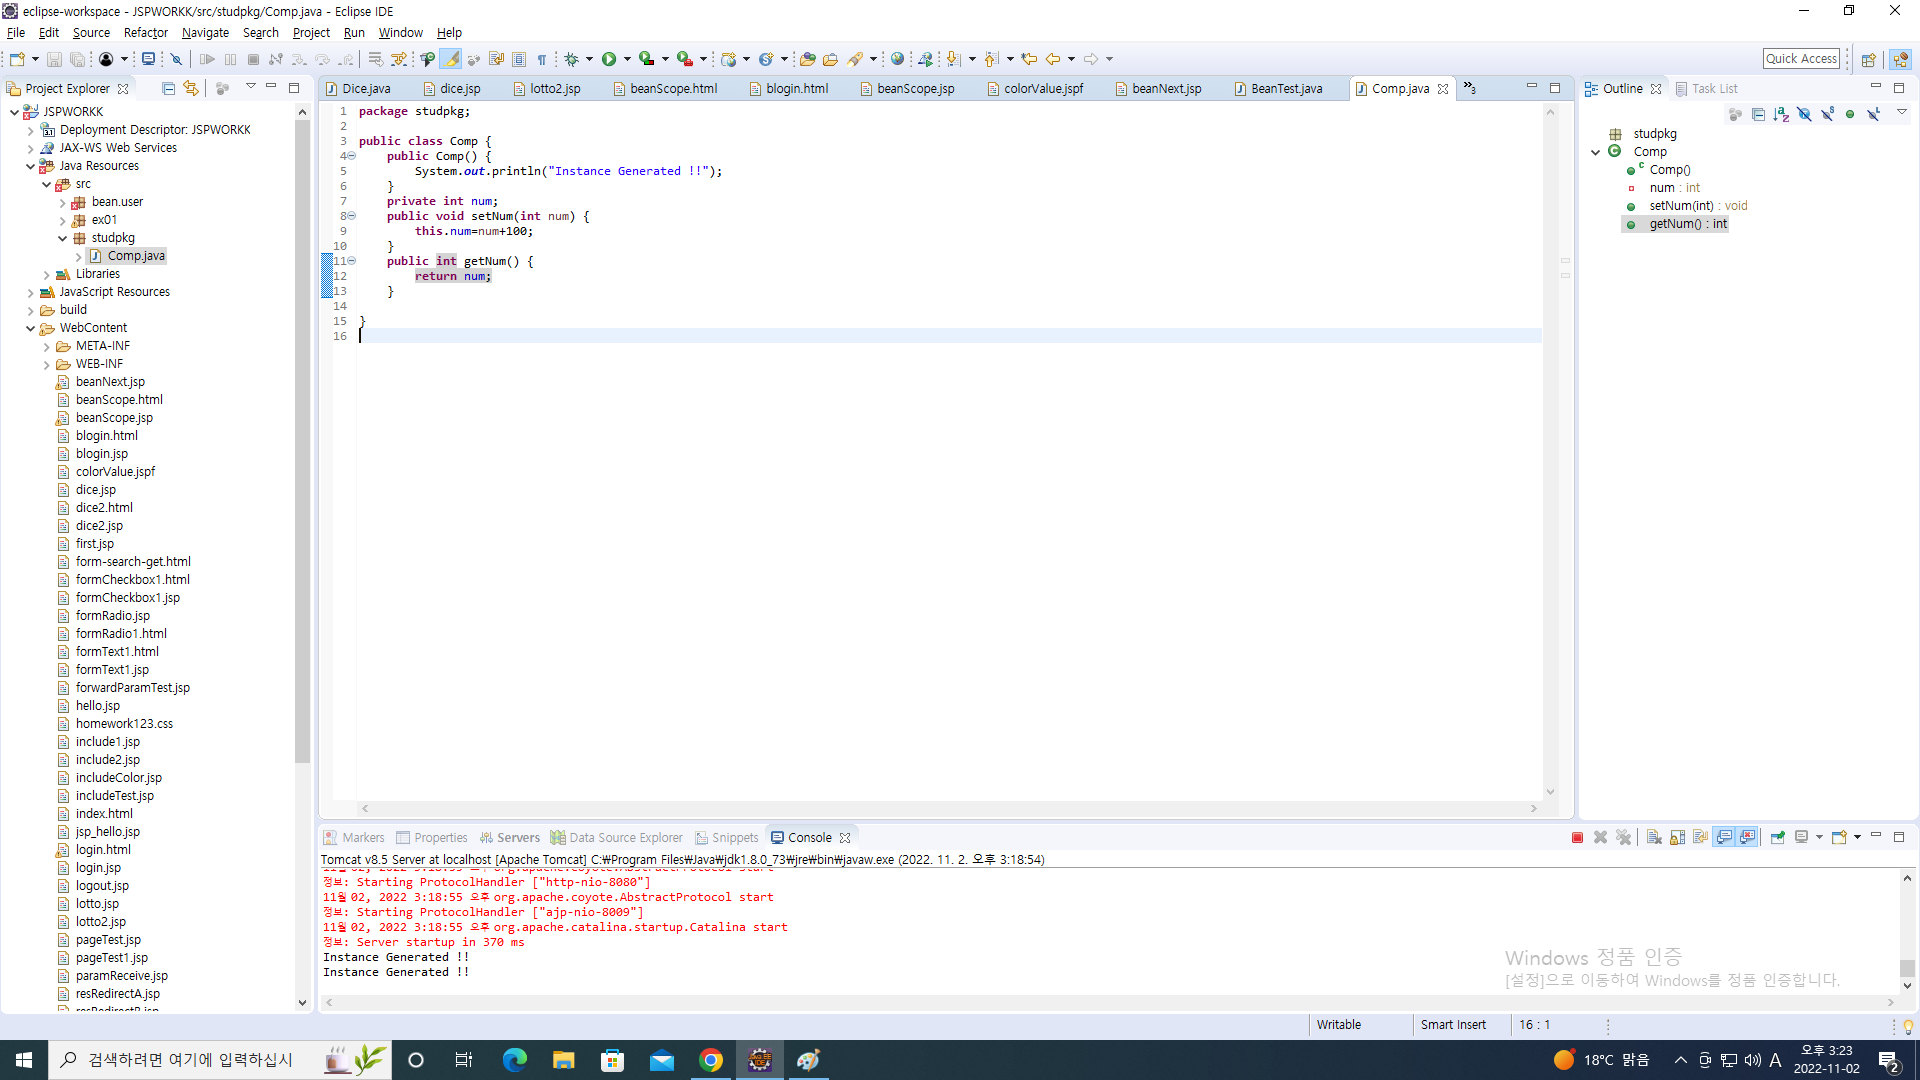 eclipse-workspace - JSPWORKK/src/studpkg/Comp.java - Eclipse IDE
File Edit Source Refactor Navigate Search Project Run Window Help
Quick Access
Project Explorer
JSPWORKK
Deployment Descriptor: JSPWORKK
JAX-WS Web Services
Java Resources
src
bean.user
ex01
studpkg
Comp.java
Libraries
JavaScript Resources
build
WebContent
META-INF
WEB-INF
beanNext.jsp
beanScope.html
beanScope.jsp
blogin.html
blogin.jsp
colorValue.jspf
dice.jsp
dice2.html
dice2.jsp
first.jsp
form-search-get.html
formCheckbox1.html
formCheckbox1.jsp
formRadio.jsp
formRadio1.html
formText1.html
formText1.jsp
forwardParamTest.jsp
hello.jsp
homework123.css
include1.jsp
include2.jsp
includeColor.jsp
includeTest.jsp
index.html
jsp_hello.jsp
login.html
login.jsp
logout.jsp
lotto.jsp
lotto2.jsp
pageTest.jsp
pageTest1.jsp
paramReceive.jsp
resRedirectA.jsp
resRedirectB.jsp
Dice.java dice.jsp lotto2.jsp beanScope.html blogin.html beanScope.jsp colorValue.jspf beanNext.jsp BeanTest.java Comp.java »3
1 package studpkg;
2
3 public class Comp {
4 public Comp() {
5 System.out.println("Instance Generated !!");
6 }
7 private int num;
8 public void setNum(int num) {
9 this.num=num+100;
10 }
11 public int getNum() {
12 return num;
13 }
14
15 }
16
Outline Task List
studpkg
Comp
Comp()
num : int
setNum(int) : void
getNum() : int
Markers Properties Servers Data Source Explorer Snippets Console
Tomcat v8.5 Server at localhost [Apache Tomcat] C:₩Program Files₩Java₩jdk1.8.0_73₩jre₩bin₩javaw.exe (2022. 11. 2. 오후 3:18:54)
11월 02, 2022 3:18:55 오후 org.apache.coyote.AbstractProtocol start
정보: Starting ProtocolHandler ["http-nio-8080"]
11월 02, 2022 3:18:55 오후 org.apache.coyote.AbstractProtocol start
정보: Starting ProtocolHandler ["ajp-nio-8009"]
11월 02, 2022 3:18:55 오후 org.apache.catalina.startup.Catalina start
정보: Server startup in 370 ms
Instance Generated !!
Instance Generated !!
Windows 정품 인증
[설정]으로 이동하여 Windows를 정품 인증합니다.
Writable Smart Insert 16 : 1
검색하려면 여기에 입력하십시
18°C 맑음
A
오후 3:23
2022-11-02
2